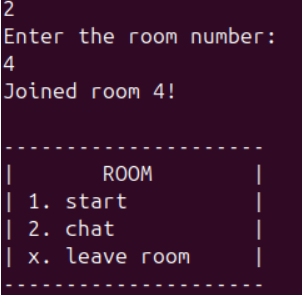 2
Enter the room number:
4
Joined room 4!
----------------------
|        ROOM        |
| 1. start           |
| 2. chat            |
| x. leave room      |
----------------------